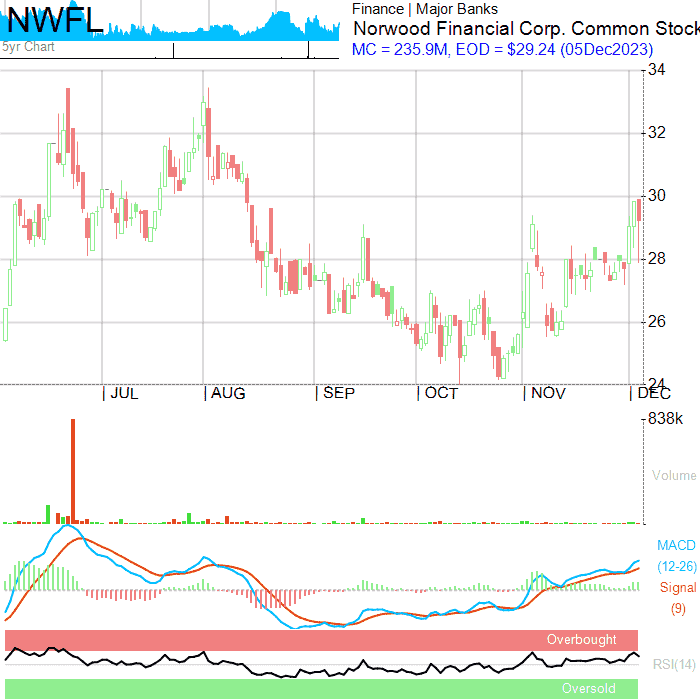 NWFL
5yr Chart
Finance | Major Banks
Norwood Financial Corp. Common Stock
MC = 235.9M, EOD = $29.24 (05Dec2023)
34
32
30
28
26
24
| JUL | AUG | SEP | OCT | NOV | DEC
838k
Volume
MACD
(12-26)
Signal
(9)
Overbought
RSI(14)
Oversold